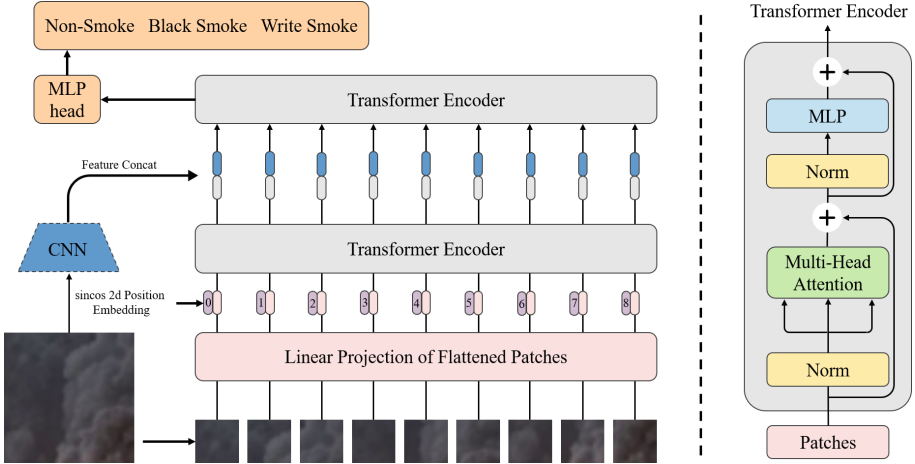 Non-Smoke Black Smoke Write Smoke
MLP
head
Transformer Encoder
Feature Concat
CNN
Transformer Encoder
sincos 2d Position
Embedding
0 1 2 3 4 5 6 7 8
Linear Projection of Flattened Patches
Transformer Encoder
+
MLP
Norm
+
Multi-Head
Attention
Norm
Patches